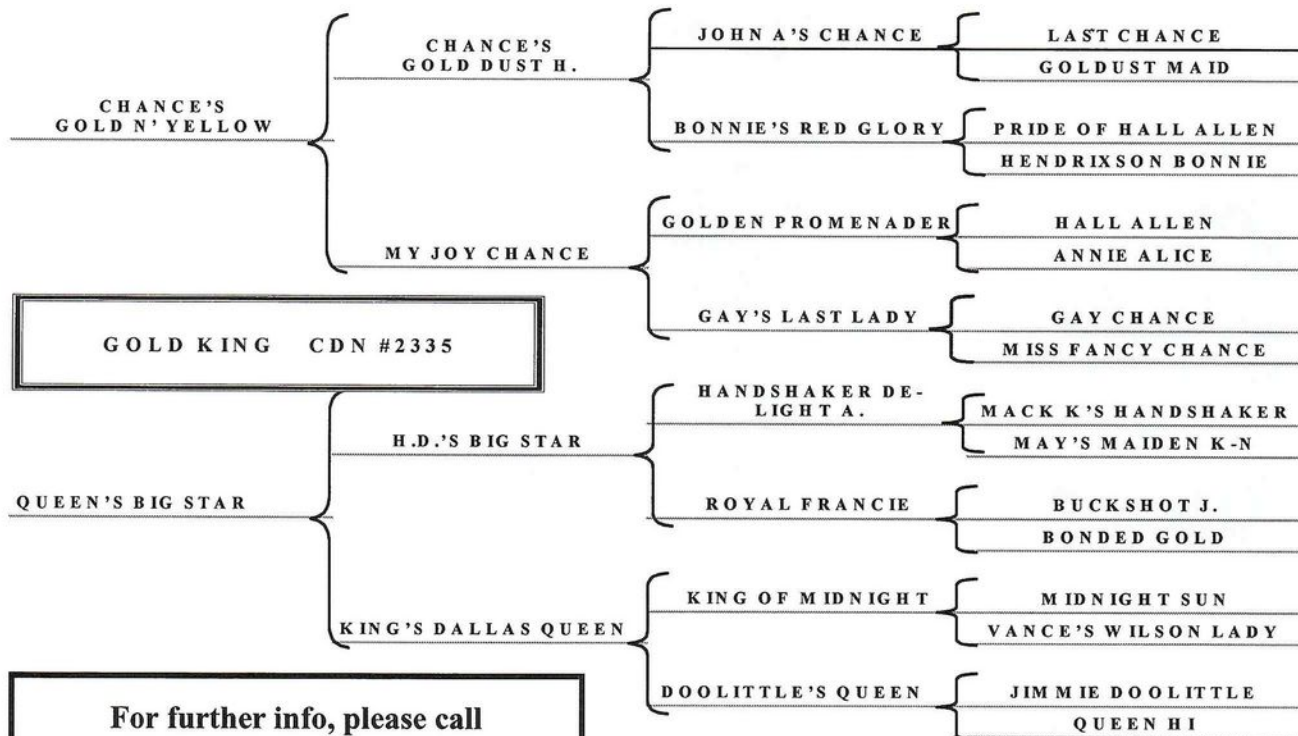 CHANCE'S
GOLD N' YELLOW
CHANCE'S
GOLD DUST H.
MY JOY CHANCE
JOHN A'S CHANCE
BONNIE'S RED GLORY
GOLDEN PROMENADER
GAY'S LAST LADY
LAST CHANCE
GOLDUST MAID
PRIDE OF HALL ALLEN
HENDRIXSON BONNIE
HALL ALLEN
ANNIE ALICE
GAY CHANCE
MISS FANCY CHANCE
GOLD KING CDN #2335
QUEEN'S BIG STAR
H.D.'S BIG STAR
KING'S DALLAS QUEEN
HANDSHAKER DE-
LIGHT A.
ROYAL FRANCIE
KING OF MIDNIGHT
DOOLITTLE'S QUEEN
MACK K'S HANDSHAKER
MAY'S MAIDEN K-N
BUCKSHOT J.
BONDED GOLD
MIDNIGHT SUN
VANCE'S WILSON LADY
JIMMIE DOOLITTLE
QUEEN HI
For further info, please call